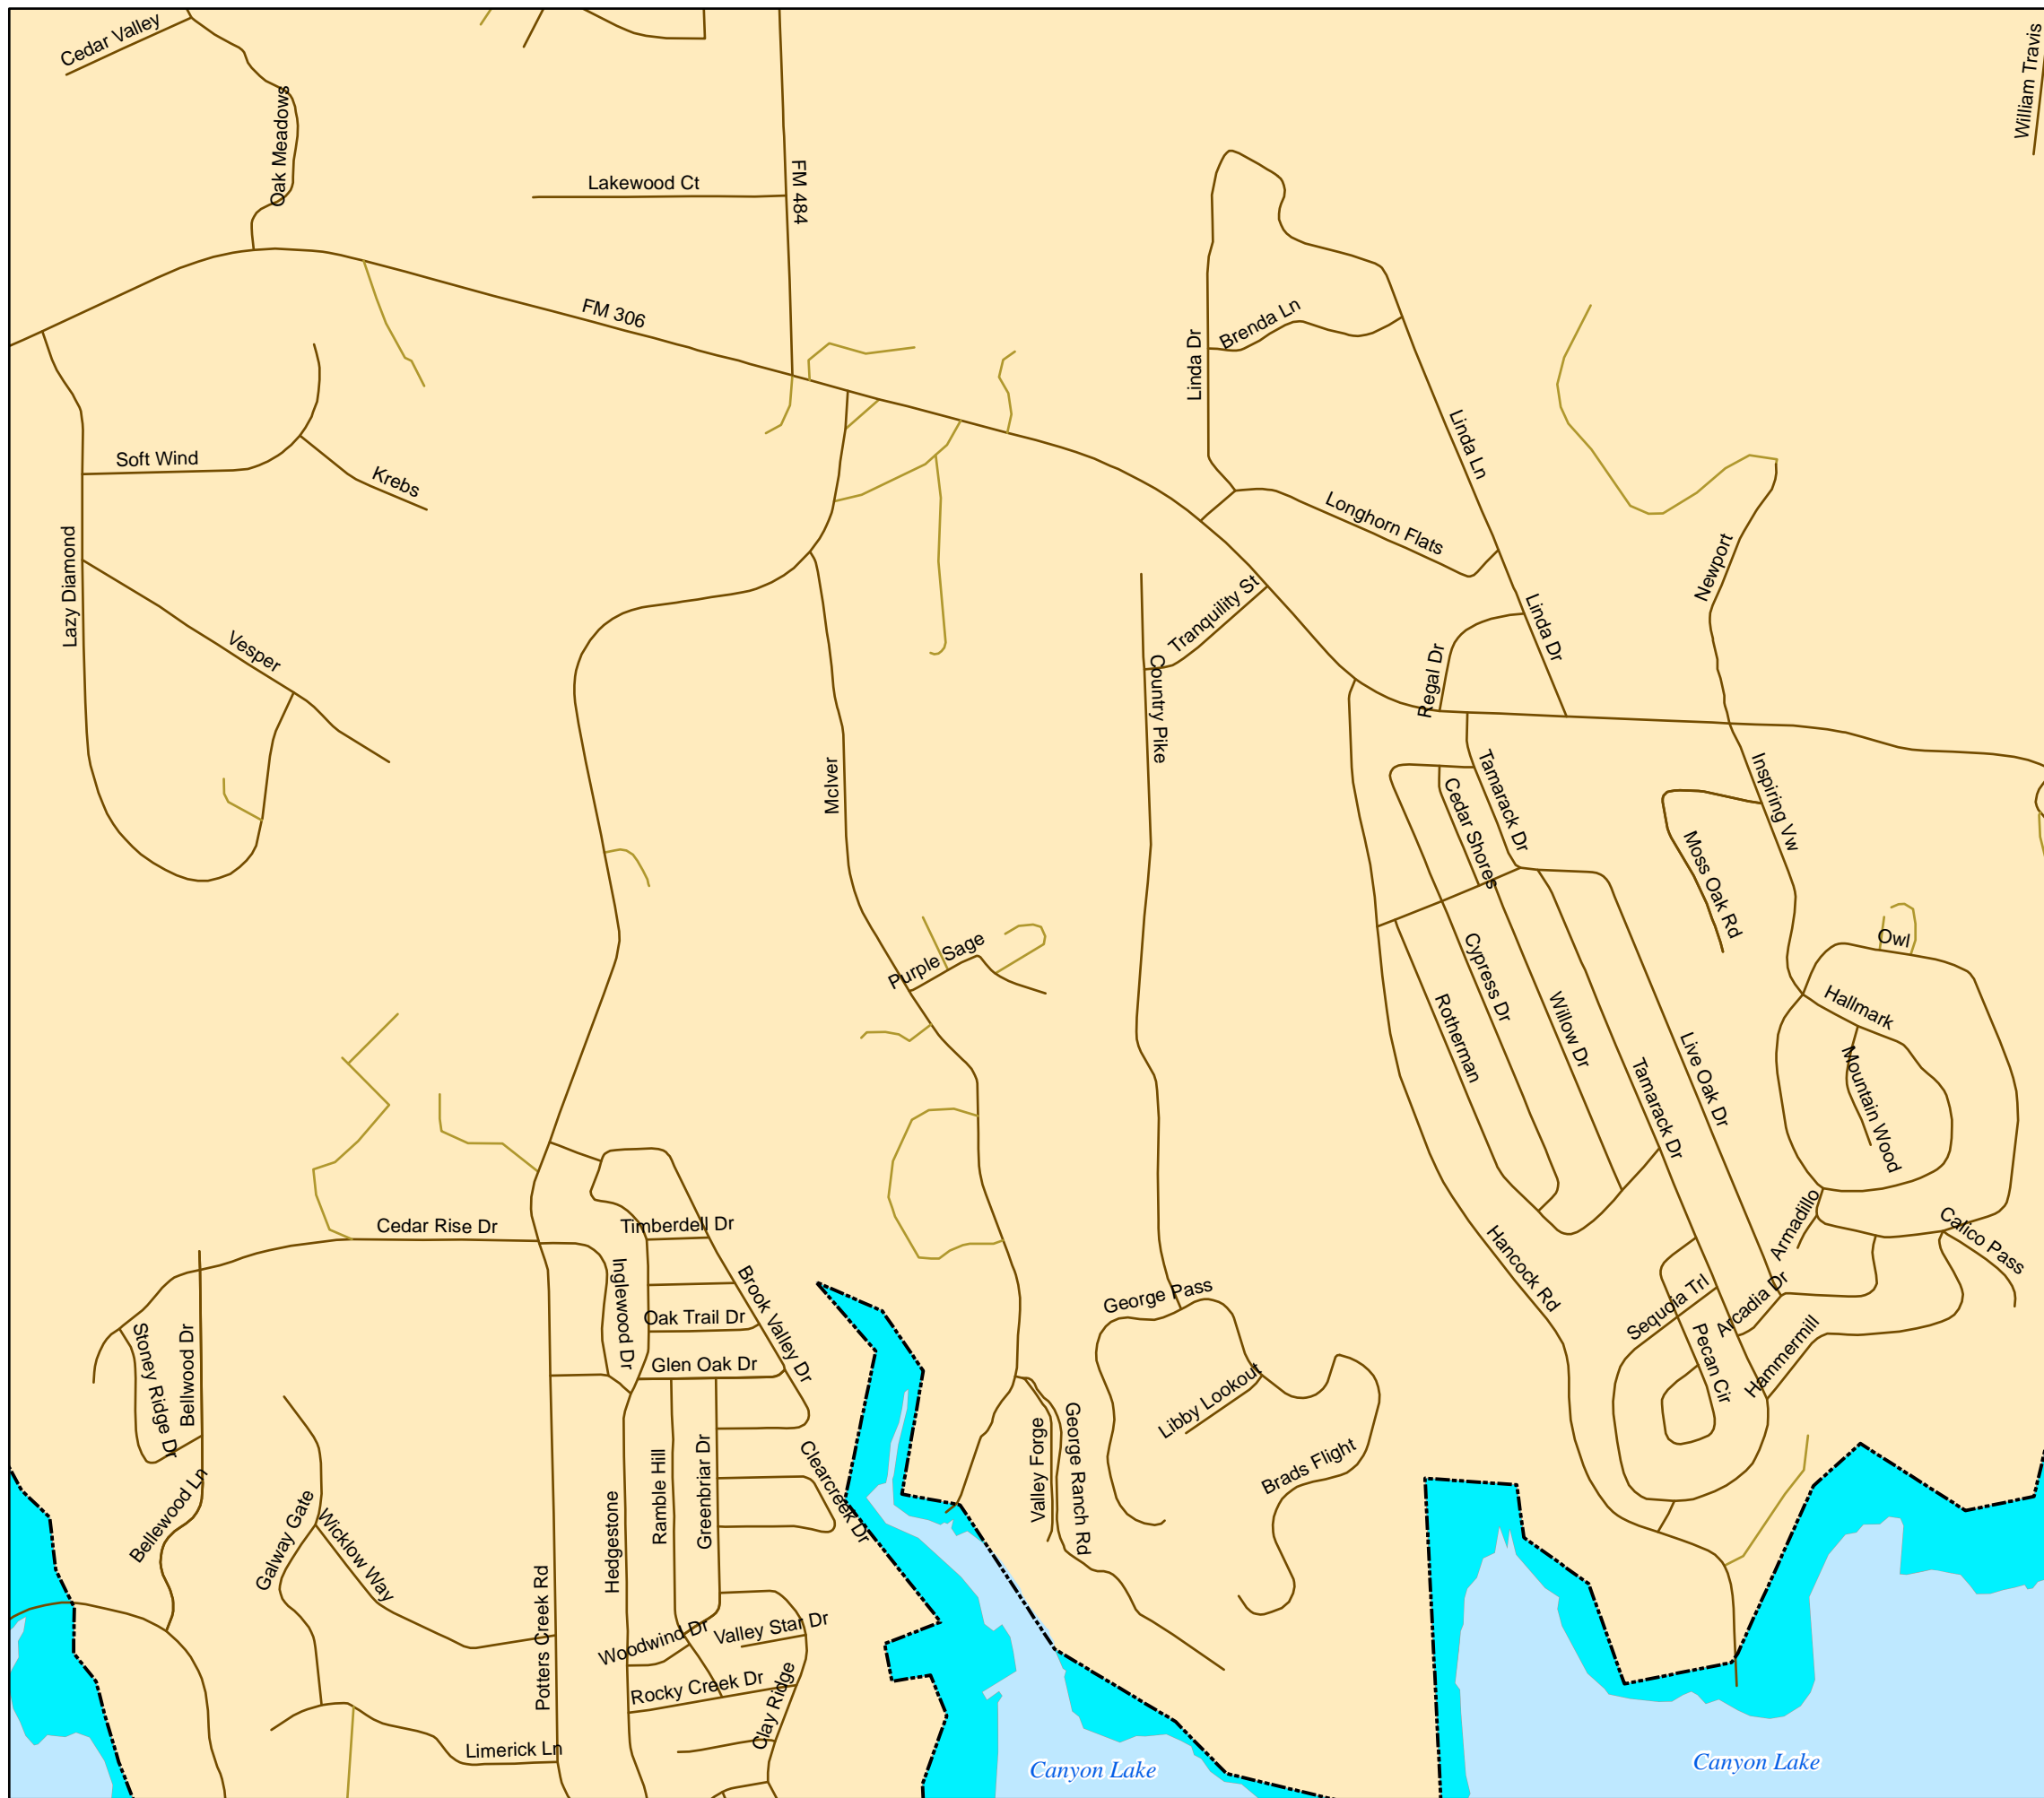 Cedar Valley
William Travis
Oak Meadows
Lakewood Ct
FM 484
FM 306
Brenda Ln
Linda Dr
Linda Ln
Soft Wind
Krebs
Longhorn Flats
Lazy Diamond
Newport
Tranquility St
Linda Dr
Vesper
Regal Dr
Country Pike
McIver
Tamarack Dr
Inspiring Vw
Cedar Shores
Moss Oak Rd
Purple Sage
Owl
Cypress Dr
Hallmark
Rotherman
Willow Dr
Live Oak Dr
Mountain Wood
Tamarack Dr
Cedar Rise Dr
Timberdell Dr
Armadillo
Calico Pass
Hancock Rd
Inglewood Dr
Brook Valley Dr
George Pass
Oak Trail Dr
Sequoia Trl
Arcadia Dr
Stoney Ridge Dr
Bellwood Dr
Glen Oak Dr
Pecan Cir
Hammermill
Libby Lookout
Valley Forge
George Ranch Rd
Brads Flight
Clearcreek Dr
Ramble Hill
Greenbriar Dr
Bellewood Ln
Galway Gate
Wicklow Way
Hedgestone
Potters Creek Rd
Woodwind Dr
Valley Star Dr
Rocky Creek Dr
Clay Ridge
Limerick Ln
Canyon Lake
Canyon Lake